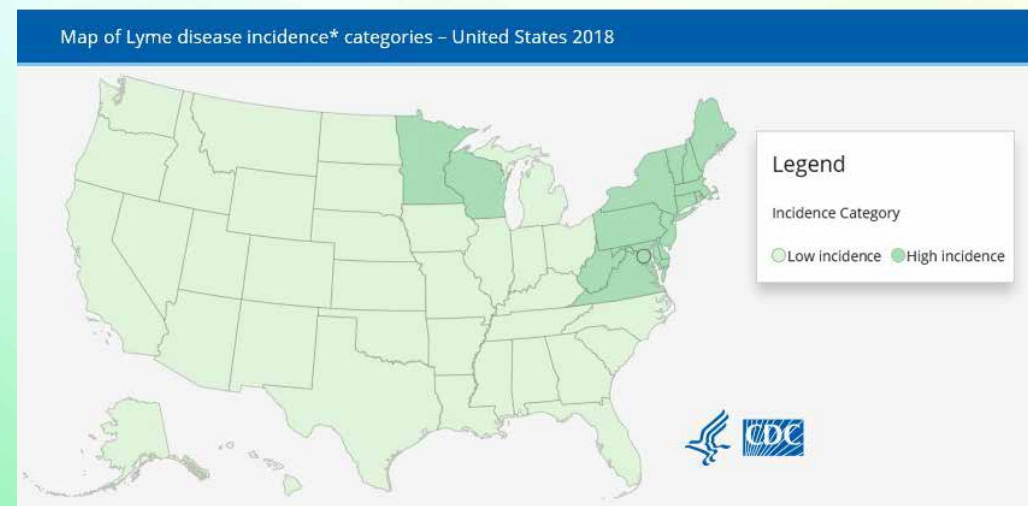 Map of Lyme disease incidence* categories – United States 2018
Legend
Incidence Category
Low incidence High incidence
CDC